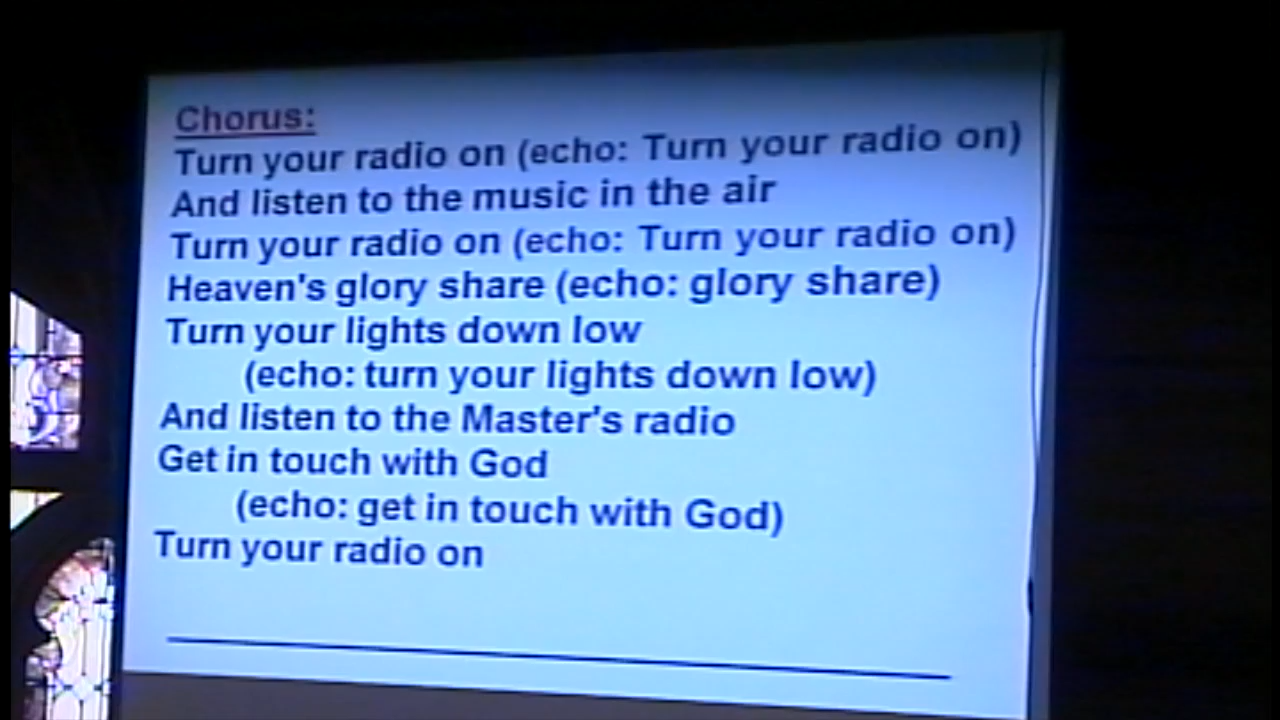 Chorus:
Turn your radio on (echo: Turn your radio on)
And listen to the music in the air
Turn your radio on (echo: Turn your radio on)
Heaven's glory share (echo: glory share)
Turn your lights down low
(echo: turn your lights down low)
And listen to the Master's radio
Get in touch with God
(echo: get in touch with God)
Turn your radio on